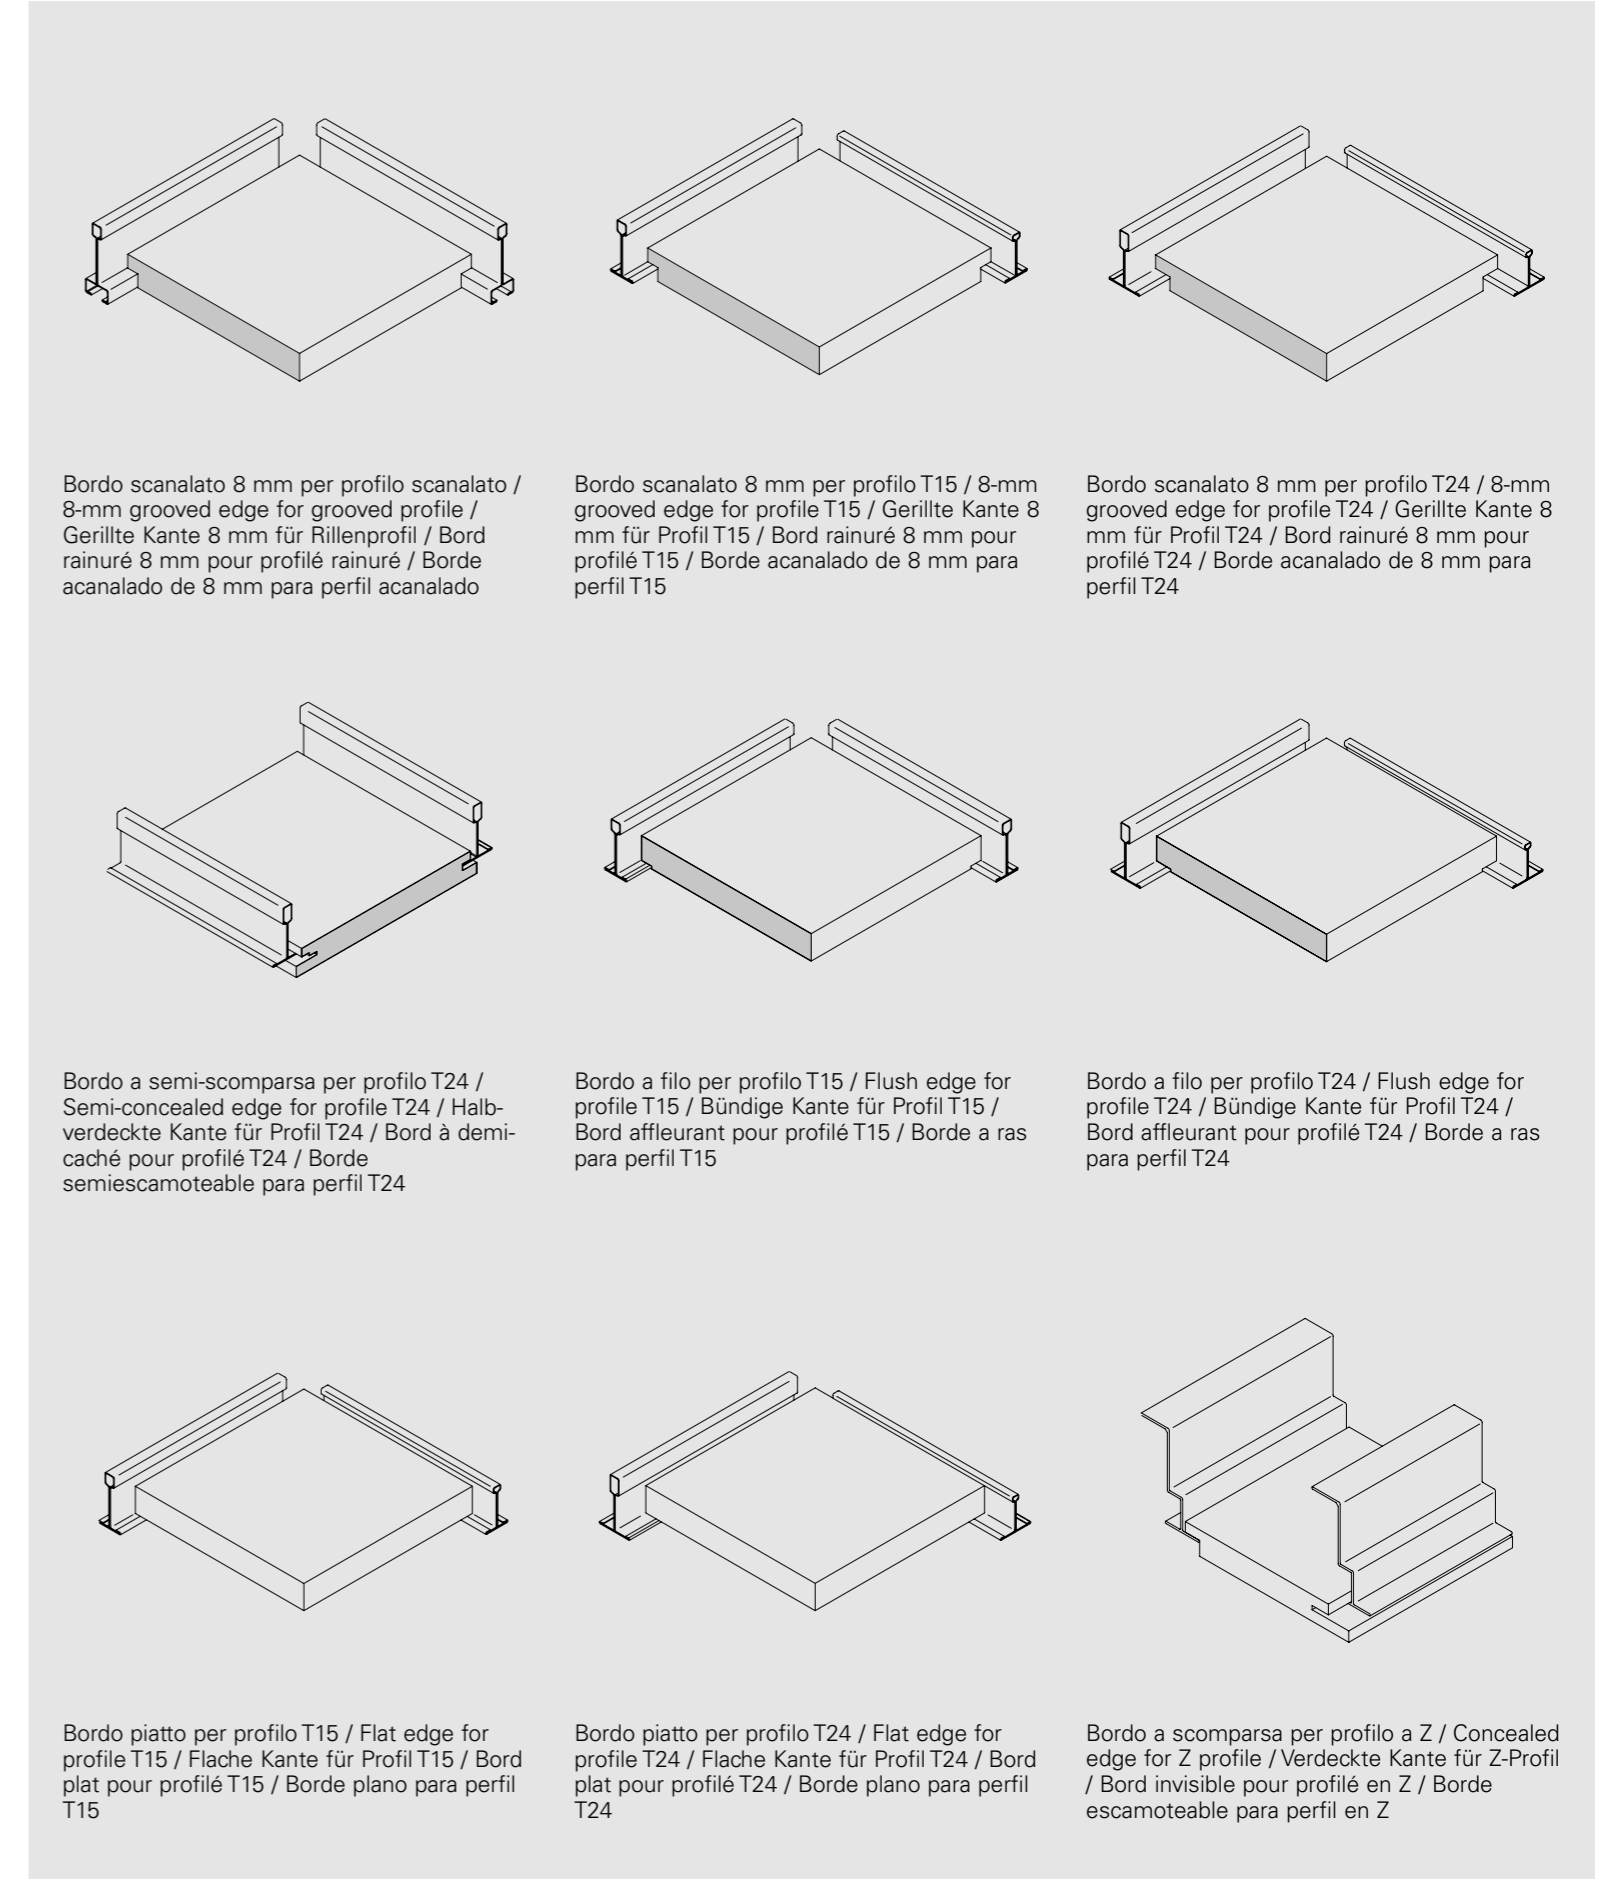 Bordo scanalato 8 mm per profilo scanalato /
8-mm grooved edge for grooved profile /
Gerillte Kante 8 mm für Rillenprofil / Bord
rainuré 8 mm pour profilé rainuré / Borde
acanalado de 8 mm para perfil acanalado
Bordo scanalato 8 mm per profilo T15 / 8-mm
grooved edge for profile T15 / Gerillte Kante 8
mm für Profil T15 / Bord rainuré 8 mm pour
profilé T15 / Borde acanalado de 8 mm para
perfil T15
Bordo scanalato 8 mm per profilo T24 / 8-mm
grooved edge for profile T24 / Gerillte Kante 8
mm für Profil T24 / Bord rainuré 8 mm pour
profilé T24 / Borde acanalado de 8 mm para
perfil T24
Bordo a semi-scomparsa per profilo T24 /
Semi-concealed edge for profile T24 / Halb-
verdeckte Kante für Profil T24 / Bord à demi-
caché pour profilé T24 / Borde
semiescamoteable para perfil T24
Bordo a filo per profilo T15 / Flush edge for
profile T15 / Bündige Kante für Profil T15 /
Bord affleurant pour profilé T15 / Borde a ras
para perfil T15
Bordo a filo per profilo T24 / Flush edge for
profile T24 / Bündige Kante für Profil T24 /
Bord affleurant pour profilé T24 / Borde a ras
para perfil T24
Bordo piatto per profilo T15 / Flat edge for
profile T15 / Flache Kante für Profil T15 / Bord
plat pour profilé T15 / Borde plano para perfil
T15
Bordo piatto per profilo T24 / Flat edge for
profile T24 / Flache Kante für Profil T24 / Bord
plat pour profilé T24 / Borde plano para perfil
T24
Bordo a scomparsa per profilo a Z / Concealed
edge for Z profile / Verdeckte Kante für Z-Profil
/ Bord invisible pour profilé en Z / Borde
escamoteable para perfil en Z